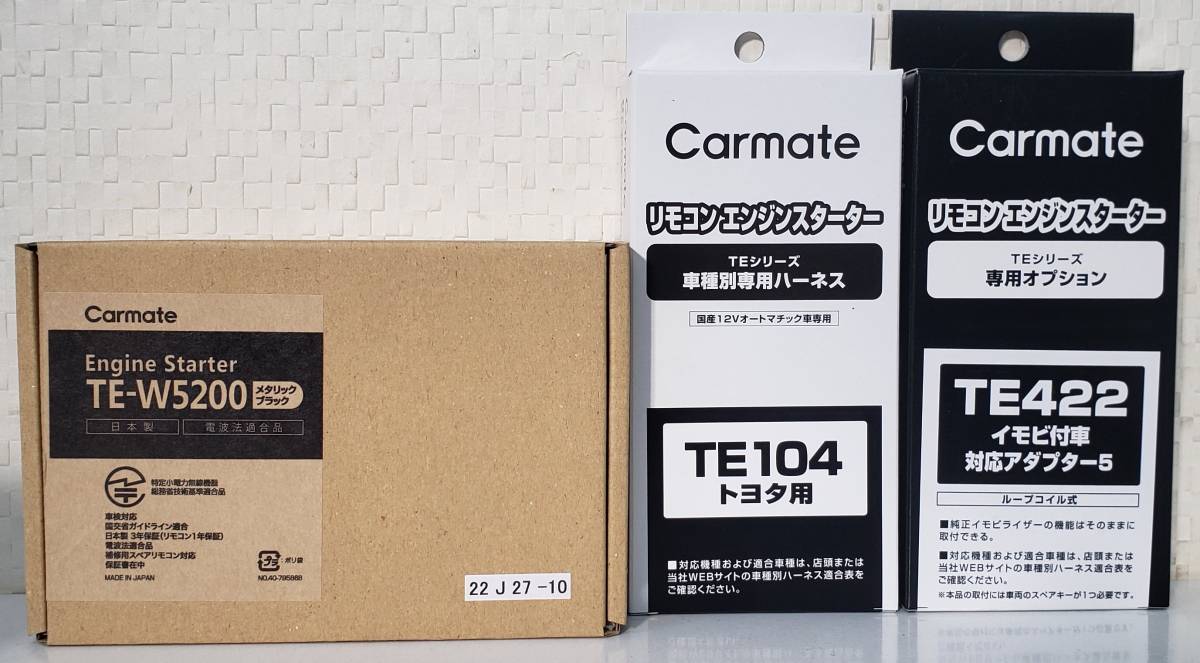 Carmate
Engine Starter
TE-W5200 メタリック
ブラック
日本製 電波法適合品
特定小電力無線機器
総務省技術基準適合品
車検対応
国交省ガイドライン適合
日本製 3年保証(リモコン1年保証)
電波法適合品
補修用スペアリモコン対応
保証書在中
MADE IN JAPAN
プラ :ポリ袋
NO.40-795868
22 J 27 -10
Carmate
リモコンエンジンスターター
TEシリーズ
車種別専用ハーネス
国産12Vオートマチック車専用
TE104
トヨタ用
■対応機種および適合車種は、店頭または
当社WEBサイトの車種別ハーネス適合表を
ご確認ください。
Carmate
リモコンエンジンスターター
TEシリーズ
専用オプション
TE422
イモビ付車
対応アダプター5
ループコイル式
■純正イモビライザーの機能はそのままに
取付できる。
■対応機種および適合車種は、店頭または
当社WEBサイトの車種別ハーネス適合表を
ご確認ください。
※本品の取付には車両のスペアキーが1つ必要です。